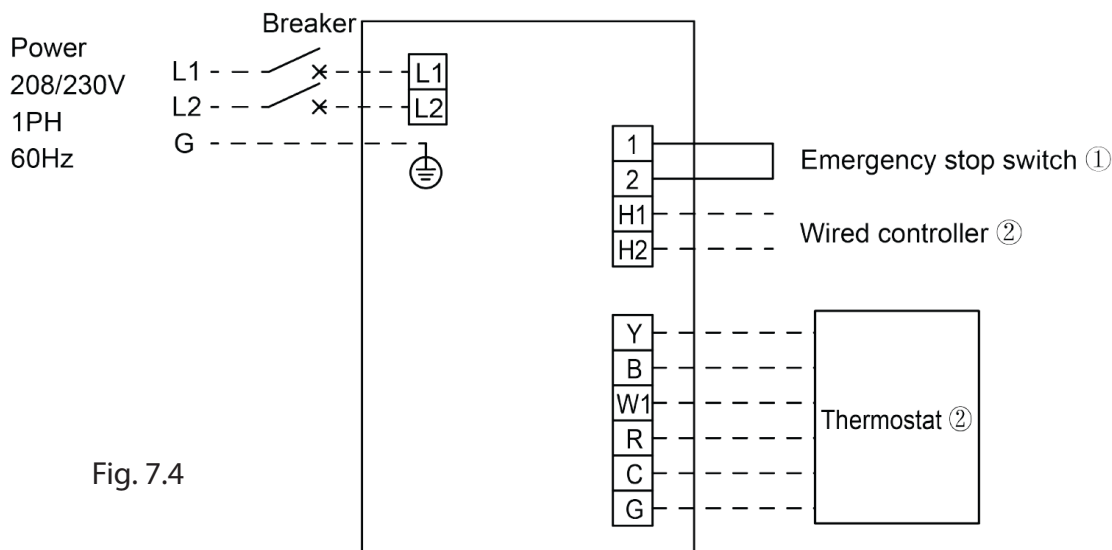 Breaker
Power
208/230V
1PH
60Hz
L1
L2
G
L1
L2
1
2
H1
H2
Emergency stop switch ①
Wired controller ②
Y
B
W1
R
C
G
Thermostat ②
Fig. 7.4